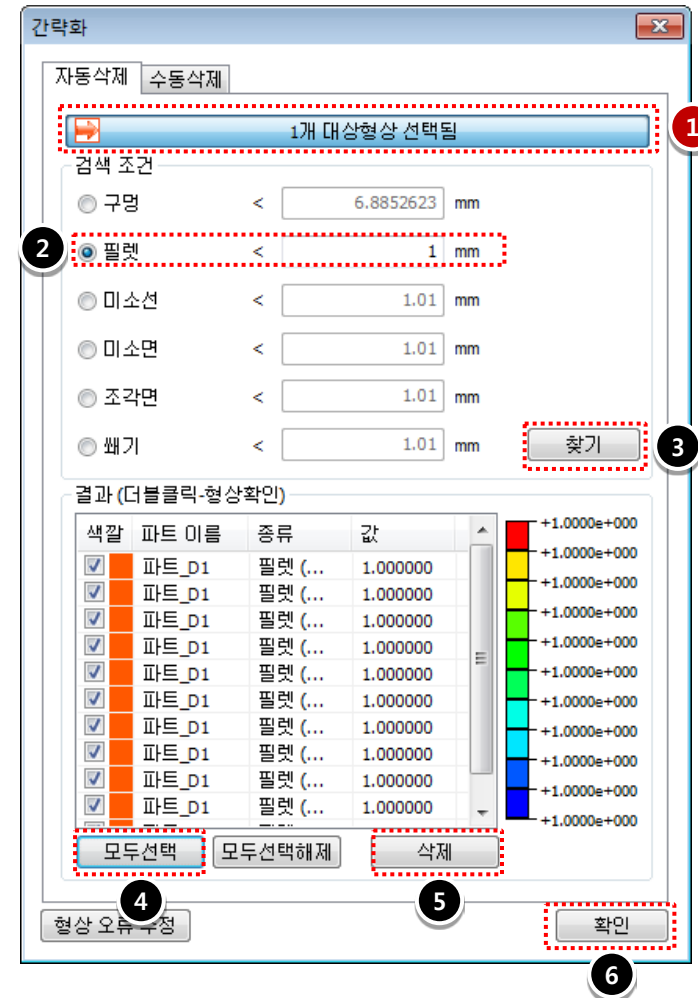 간략화
자동삭제 수동삭제
1개 대상형상 선택됨
1
검색 조건
구멍 < 6.8852623 mm
2 필렛 < 1 mm
미소선 < 1.01 mm
미소면 < 1.01 mm
조각면 < 1.01 mm
쐐기 < 1.01 mm 찾기 3
결과 (더블클릭-형상확인)
색깔 파트 이름 종류 값
파트_D1 필렛 (... 1.000000
파트_D1 필렛 (... 1.000000
파트_D1 필렛 (... 1.000000
파트_D1 필렛 (... 1.000000
파트_D1 필렛 (... 1.000000
파트_D1 필렛 (... 1.000000
파트_D1 필렛 (... 1.000000
파트_D1 필렛 (... 1.000000
파트_D1 필렛 (... 1.000000
파트_D1 필렛 (... 1.000000
+1.0000e+000
+1.0000e+000
+1.0000e+000
+1.0000e+000
+1.0000e+000
+1.0000e+000
+1.0000e+000
+1.0000e+000
+1.0000e+000
+1.0000e+000
+1.0000e+000
모두선택 모두선택해제 삭제
4 5
형상 오류 수정 확인
6